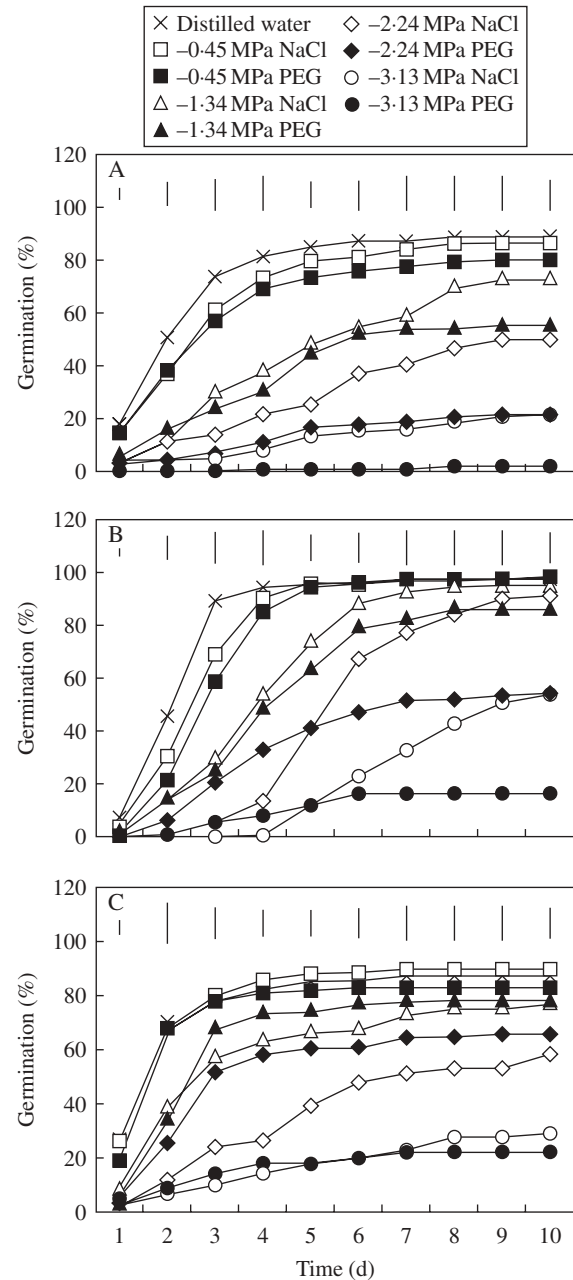 Distilled water
–0·45 MPa NaCl
–0·45 MPa PEG
–1·34 MPa NaCl
–1·34 MPa PEG
–2·24 MPa NaCl
–2·24 MPa PEG
–3·13 MPa NaCl
–3·13 MPa PEG
A
120
100
80
60
40
20
0
Germination (%)
B
120
100
80
60
40
20
0
Germination (%)
C
120
100
80
60
40
20
0
Germination (%)
1 2 3 4 5 6 7 8 9 10
Time (d)